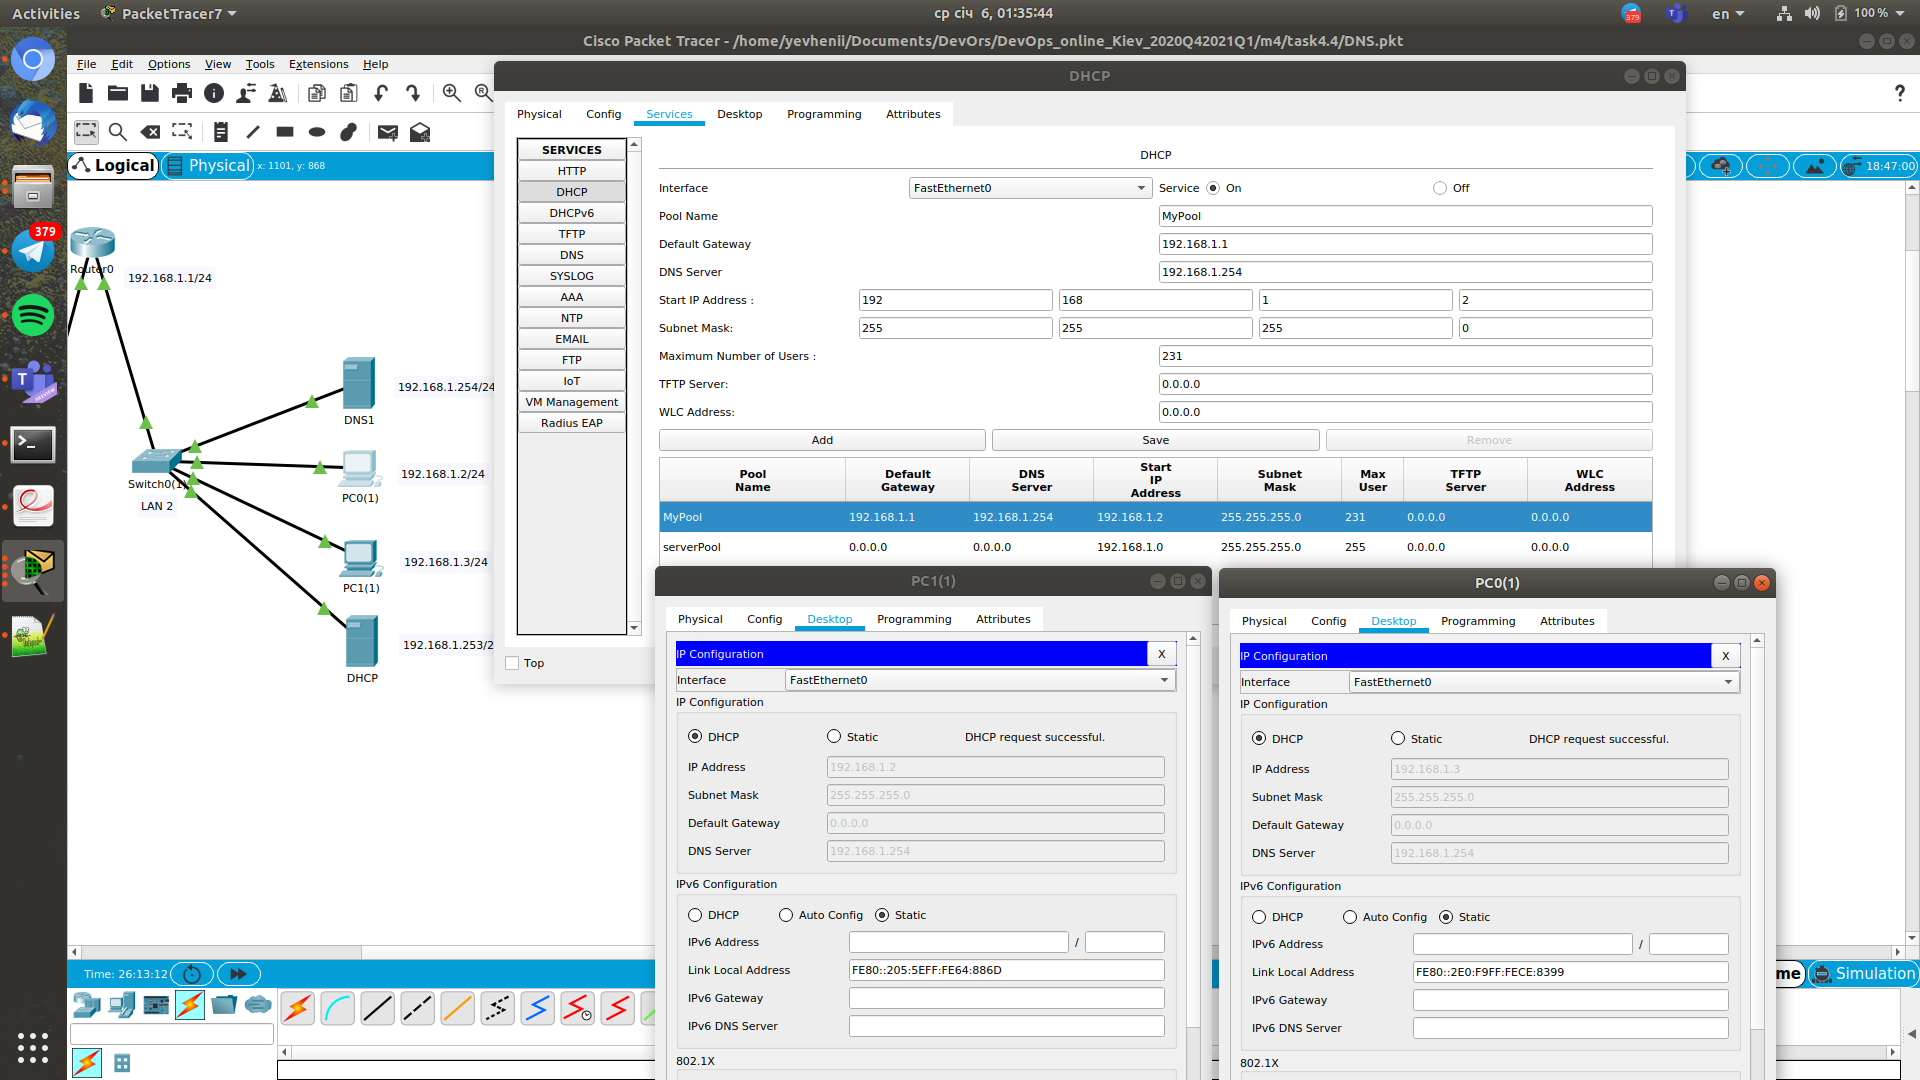 Activities
PacketTracer7
ср січ 6, 01:35:44
379
en
100 %
Cisco Packet Tracer - /home/yevhenii/Documents/DevOrs/DevOps_online_Kiev_2020Q42021Q1/m4/task4.4/DNS.pkt
File Edit Options View Tools Extensions Help
?
Logical
Physical
x: 1101, y: 868
18:47:00
379
Router0
192.168.1.1/24
192.168.1.254/24
DNS1
192.168.1.2/24
PC0(1)
Switch0(1)
LAN 2
192.168.1.3/24
PC1(1)
192.168.1.253/2
DHCP
DHCP
Physical Config Services Desktop Programming Attributes
SERVICES
HTTP
DHCP
DHCPv6
TFTP
DNS
SYSLOG
AAA
NTP
EMAIL
FTP
IoT
VM Management
Radius EAP
Top
DHCP
Interface FastEthernet0 Service On Off
Pool Name MyPool
Default Gateway 192.168.1.1
DNS Server 192.168.1.254
Start IP Address : 192 168 1 2
Subnet Mask: 255 255 255 0
Maximum Number of Users : 231
TFTP Server: 0.0.0.0
WLC Address: 0.0.0.0
Add Save Remove
Pool Name Default Gateway DNS Server Start IP Address Subnet Mask Max User TFTP Server WLC Address
MyPool 192.168.1.1 192.168.1.254 192.168.1.2 255.255.255.0 231 0.0.0.0 0.0.0.0
serverPool 0.0.0.0 0.0.0.0 192.168.1.0 255.255.255.0 255 0.0.0.0 0.0.0.0
PC1(1)
Physical Config Desktop Programming Attributes
IP Configuration X
Interface FastEthernet0
IP Configuration
DHCP Static DHCP request successful.
IP Address 192.168.1.2
Subnet Mask 255.255.255.0
Default Gateway 0.0.0.0
DNS Server 192.168.1.254
IPv6 Configuration
DHCP Auto Config Static
IPv6 Address /
Link Local Address FE80::205:5EFF:FE64:886D
IPv6 Gateway
IPv6 DNS Server
802.1X
PC0(1)
Physical Config Desktop Programming Attributes
IP Configuration X
Interface FastEthernet0
IP Configuration
DHCP Static DHCP request successful.
IP Address 192.168.1.3
Subnet Mask 255.255.255.0
Default Gateway 0.0.0.0
DNS Server 192.168.1.254
IPv6 Configuration
DHCP Auto Config Static
IPv6 Address /
Link Local Address FE80::2E0:F9FF:FECE:8399
IPv6 Gateway
IPv6 DNS Server
802.1X
Time: 26:13:12
me
Simulation